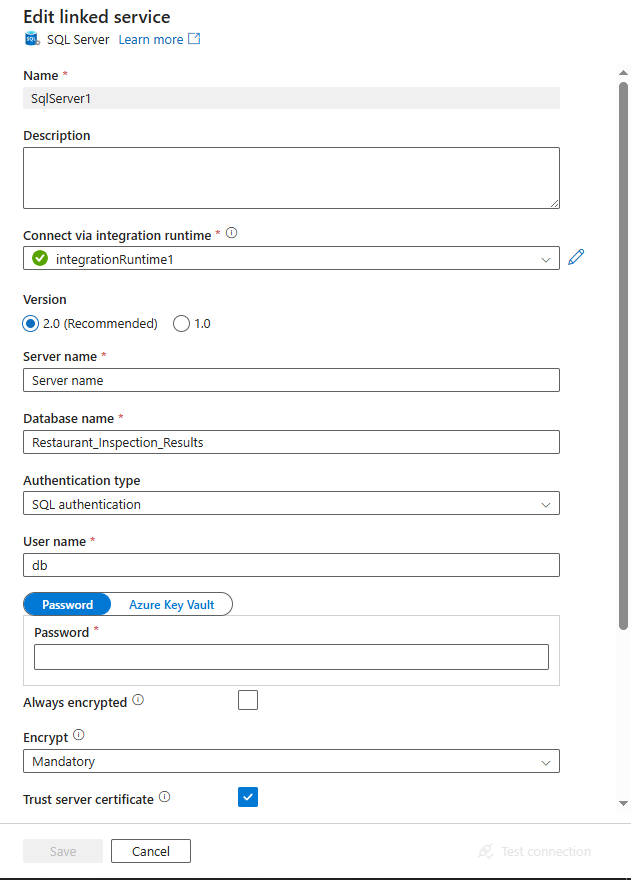 Edit linked service
SQL Server Learn more
Name *
SqlServer1
Description
Connect via integration runtime *
integrationRuntime1
Version
2.0 (Recommended) 1.0
Server name *
Server name
Database name *
Restaurant_Inspection_Results
Authentication type
SQL authentication
User name *
db
Password Azure Key Vault
Password *
Always encrypted
Encrypt
Mandatory
Trust server certificate
Save Cancel Test connection